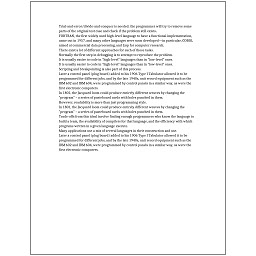 Trial-and-error/divide-and-conquer is needed: the programmer will try to remove some
parts of the original test case and check if the problem still exists.
FORTRAN, the first widely used high-level language to have a functional implementation,
came out in 1957, and many other languages were soon developed—in particular, COBOL
aimed at commercial data processing, and Lisp for computer research.
There exist a lot of different approaches for each of those tasks.
Normally the first step in debugging is to attempt to reproduce the problem.
It is usually easier to code in "high-level" languages than in "low-level" ones.
It is usually easier to code in "high-level" languages than in "low-level" ones.
Scripting and breakpointing is also part of this process.
Later a control panel (plug board) added to his 1906 Type I Tabulator allowed it to be
programmed for different jobs, and by the late 1940s, unit record equipment such as the
IBM 602 and IBM 604, were programmed by control panels in a similar way, as were the
first electronic computers.
In 1801, the Jacquard loom could produce entirely different weaves by changing the
"program" – a series of pasteboard cards with holes punched in them.
However, readability is more than just programming style.
In 1801, the Jacquard loom could produce entirely different weaves by changing the
"program" – a series of pasteboard cards with holes punched in them.
Trade-offs from this ideal involve finding enough programmers who know the language to
build a team, the availability of compilers for that language, and the efficiency with which
programs written in a given language execute.
Many applications use a mix of several languages in their construction and use.
Later a control panel (plug board) added to his 1906 Type I Tabulator allowed it to be
programmed for different jobs, and by the late 1940s, unit record equipment such as the
IBM 602 and IBM 604, were programmed by control panels in a similar way, as were the
first electronic computers.